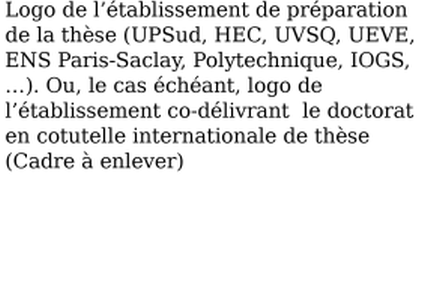 Logo de l’établissement de préparation
de la thèse (UPSud, HEC, UVSQ, UEVE,
ENS Paris-Saclay, Polytechnique, IOGS,
…). Ou, le cas échéant, logo de
l’établissement co-délivrant  le doctorat
en cotutelle internationale de thèse
(Cadre à enlever)